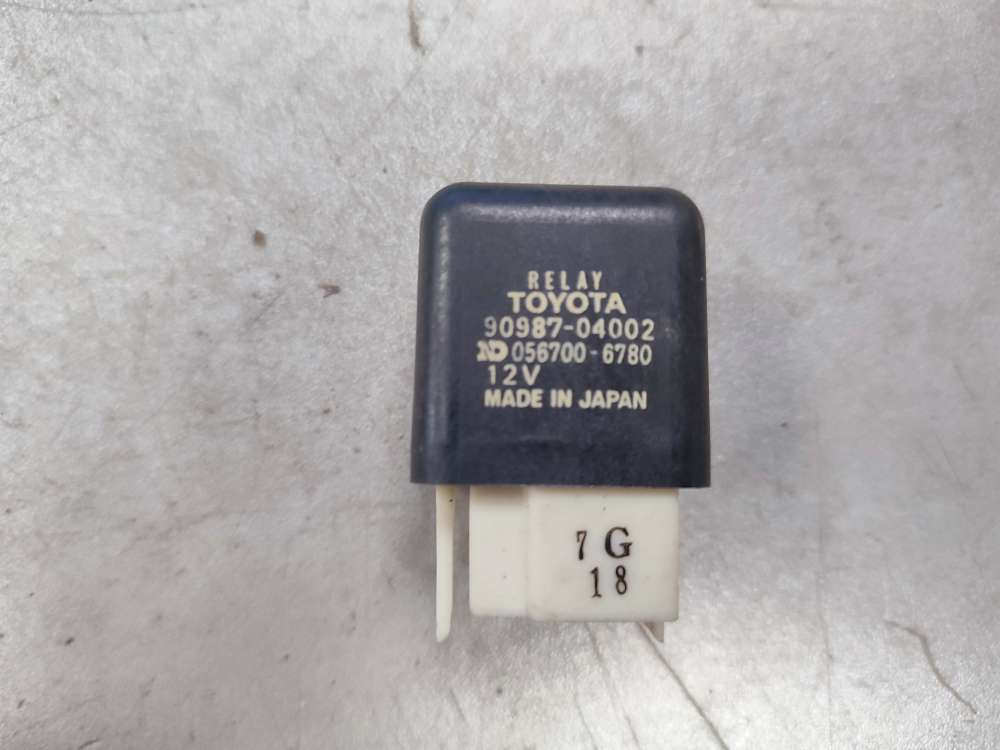 RELAY
TOYOTA
90987-04002
ND 056700-6780
12V
MADE IN JAPAN
7 G
18